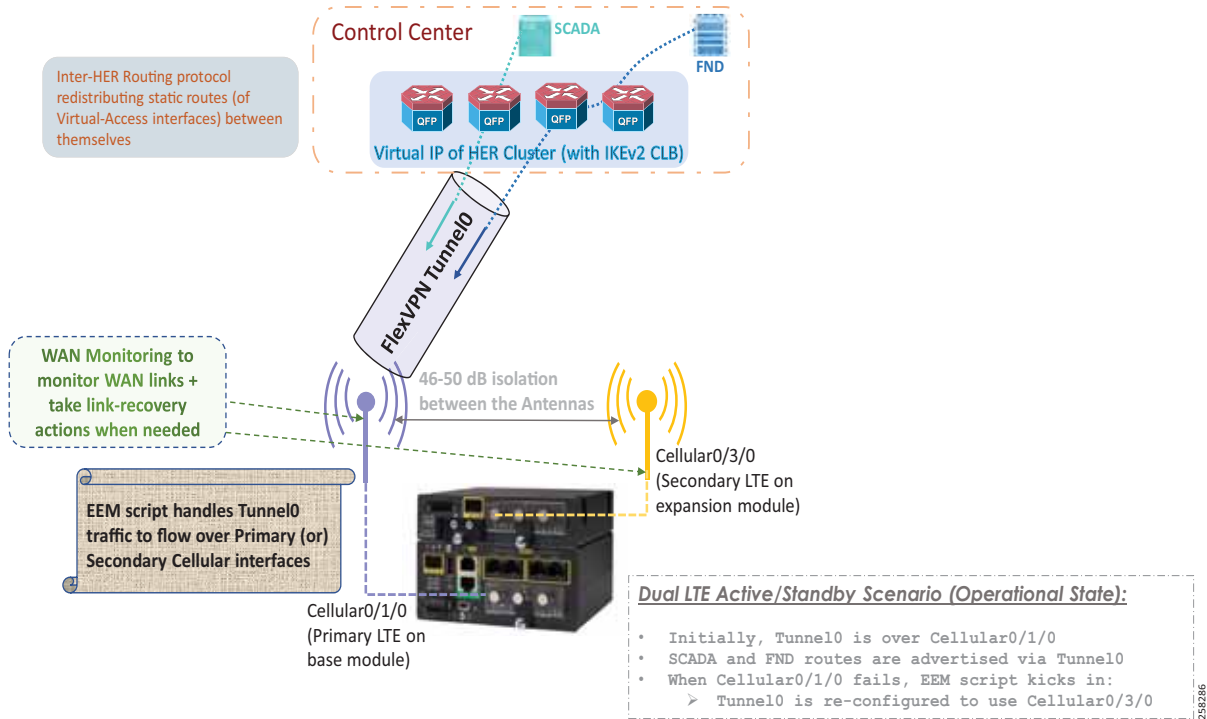 Control Center
SCADA
FND
Inter-HER Routing protocol
redistributing static routes (of
Virtual-Access interfaces) between
themselves
QFP
QFP
QFP
QFP
Virtual IP of HER Cluster (with IKEv2 CLB)
FlexVPN Tunnel0
WAN Monitoring to
monitor WAN links +
take link-recovery
actions when needed
46-50 dB isolation
between the Antennas
Cellular0/3/0
(Secondary LTE on
expansion module)
EEM script handles Tunnel0
traffic to flow over Primary (or)
Secondary Cellular interfaces
Cellular0/1/0
(Primary LTE on
base module)
Dual LTE Active/Standby Scenario (Operational State):
• Initially, Tunnel0 is over Cellular0/1/0
• SCADA and FND routes are advertised via Tunnel0
• When Cellular0/1/0 fails, EEM script kicks in:
➢ Tunnel0 is re-configured to use Cellular0/3/0
258286